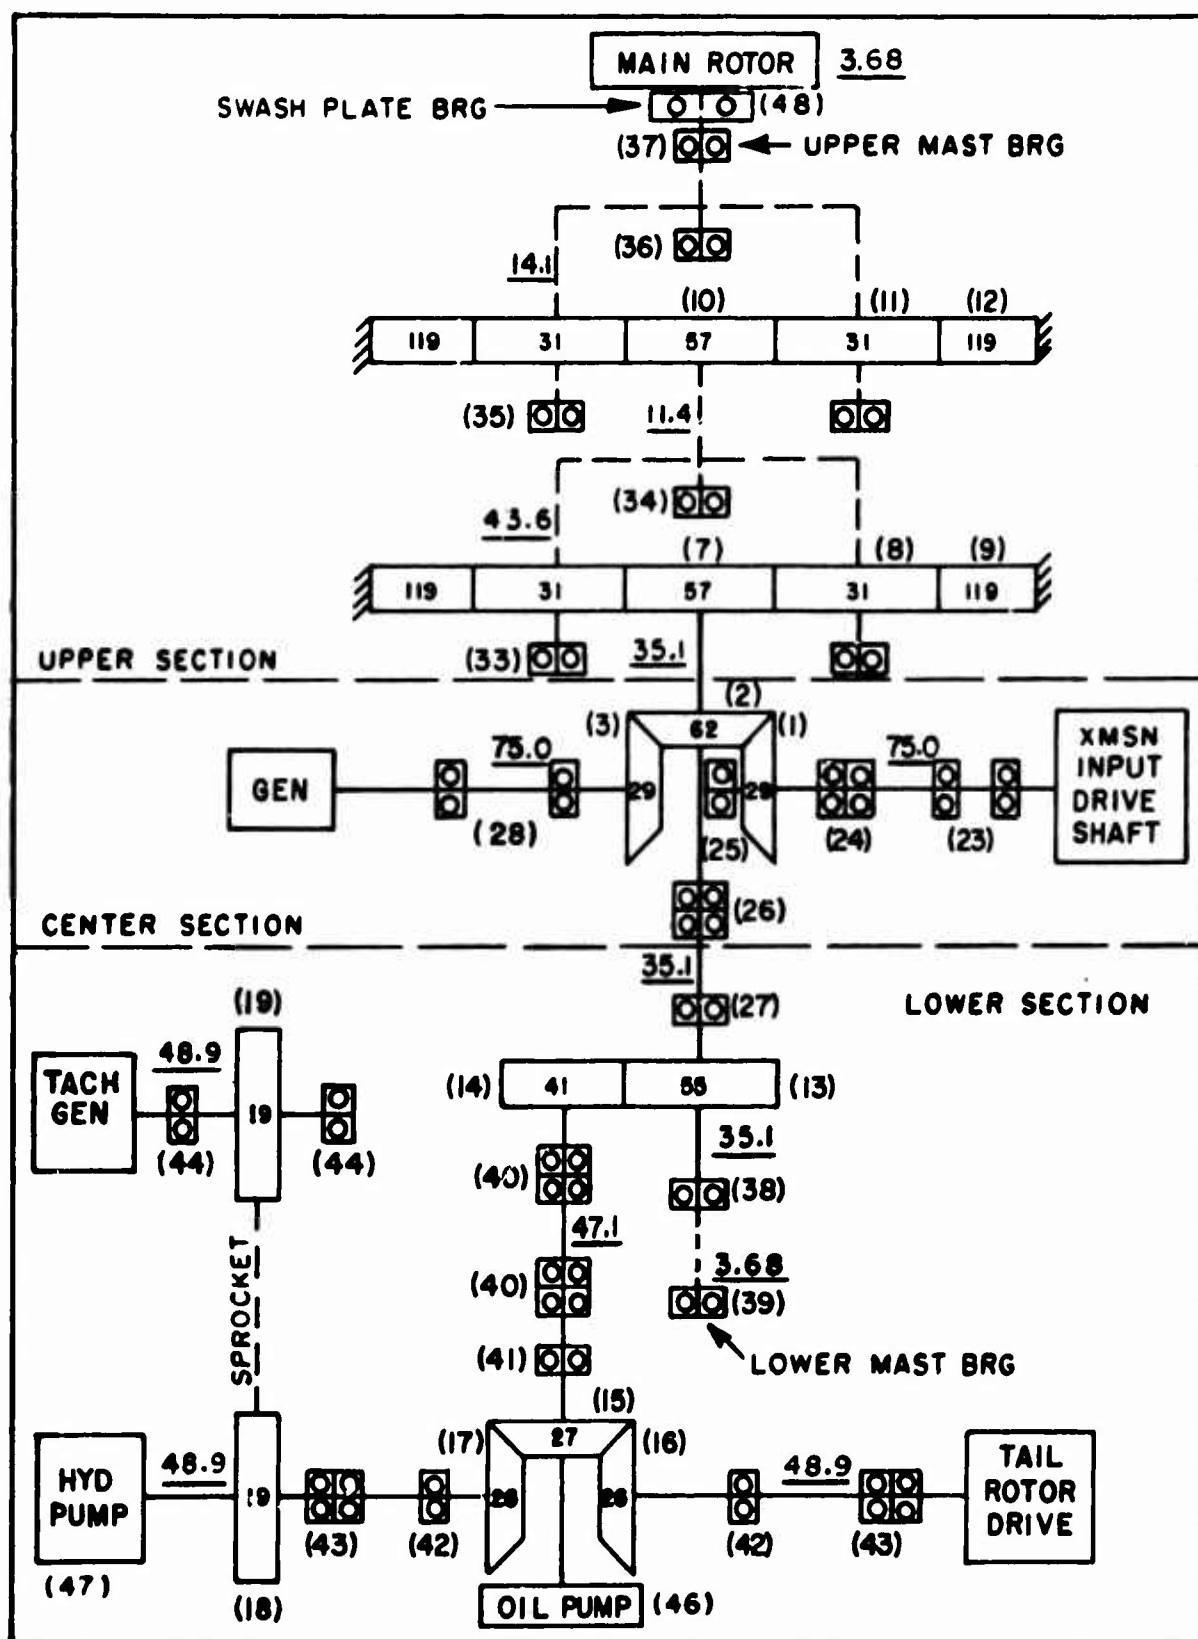 MAIN ROTOR 3.68
SWASH PLATE BRG (48)
(37) UPPER MAST BRG
(36)
14.1
(10) (11) (12)
119 31 57 31 119
(35) 11.4
(34)
43.6
(7) (8) (9)
119 31 57 31 119
UPPER SECTION (33) 35.1
(2)
(3) 62 (1)
GEN 75.0 29 29 75.0 XMSN INPUT DRIVE SHAFT
(28) (25) (24) (23)
(26)
CENTER SECTION
35.1
(19) (27) LOWER SECTION
TACH GEN 48.9 19
(14) 41 55 (13)
(44) (44) 35.1
(40) (38)
47.1
SPROCKET
(40) 3.68 (39)
(41) LOWER MAST BRG
(15)
(17) 27 (16)
HYD PUMP 48.9 19 26 26 48.9 TAIL ROTOR DRIVE
(43) (42) (42) (43)
(47)
(18) OIL PUMP (46)